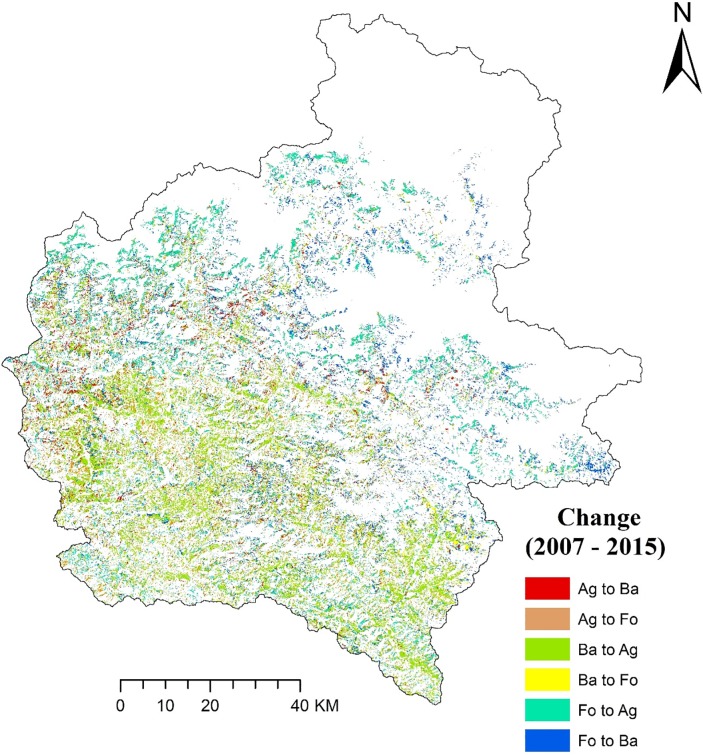 N
Change
(2007 - 2015)
Ag to Ba
Ag to Fo
Ba to Ag
Ba to Fo
Fo to Ag
Fo to Ba
0 10 20 40 KM